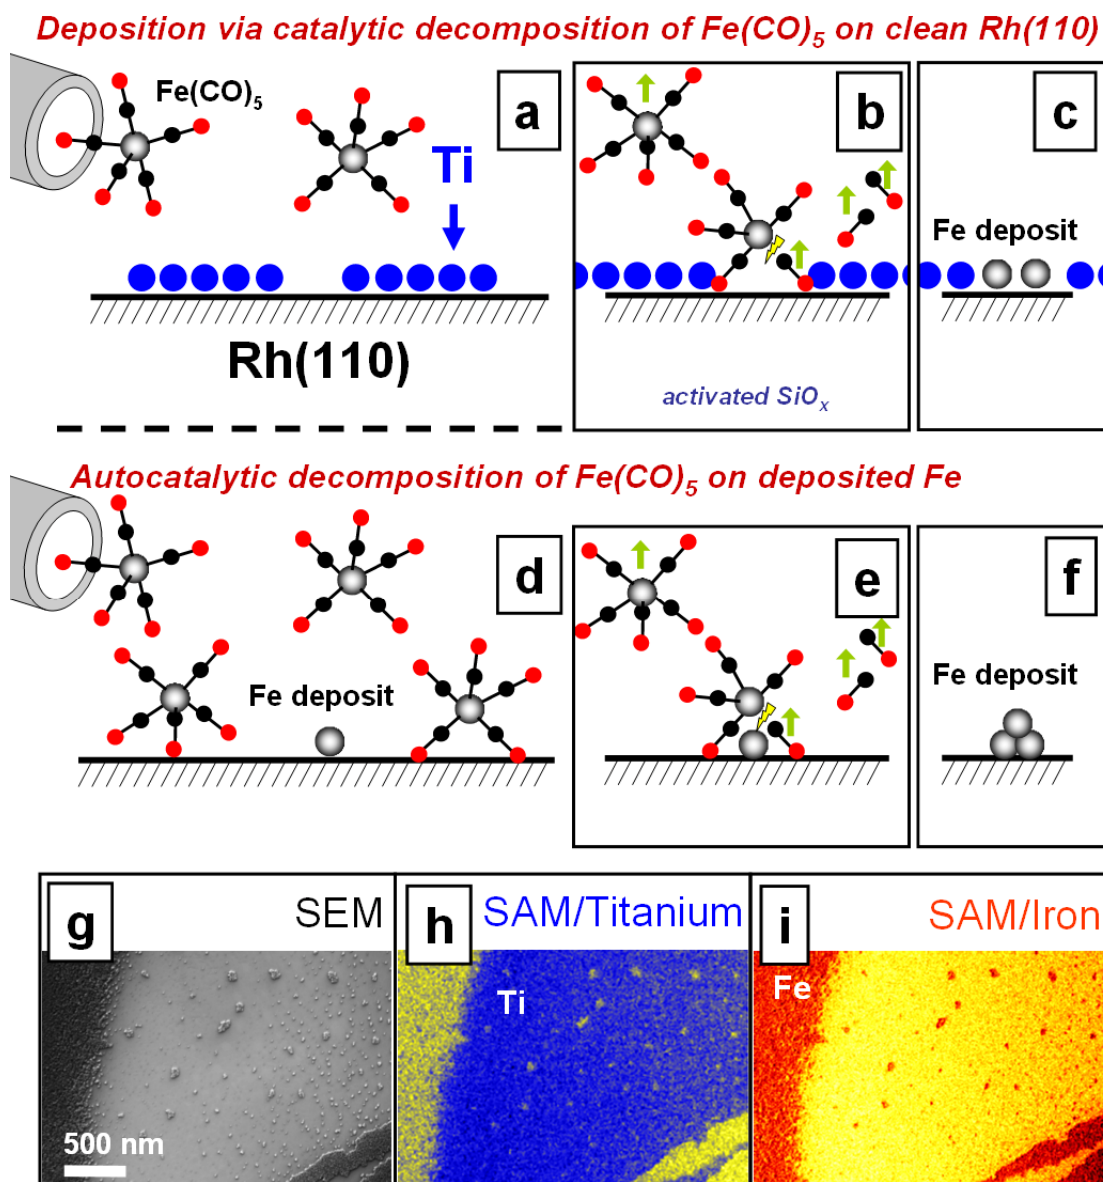 Deposition via catalytic decomposition of Fe(CO)5 on clean Rh(110)
Fe(CO)5
a
Ti
Rh(110)
b
activated SiOx
c
Fe deposit
Autocatalytic decomposition of Fe(CO)5 on deposited Fe
d
Fe deposit
e
f
Fe deposit
g
SEM
500 nm
h
SAM/Titanium
Ti
i
SAM/Iron
Fe